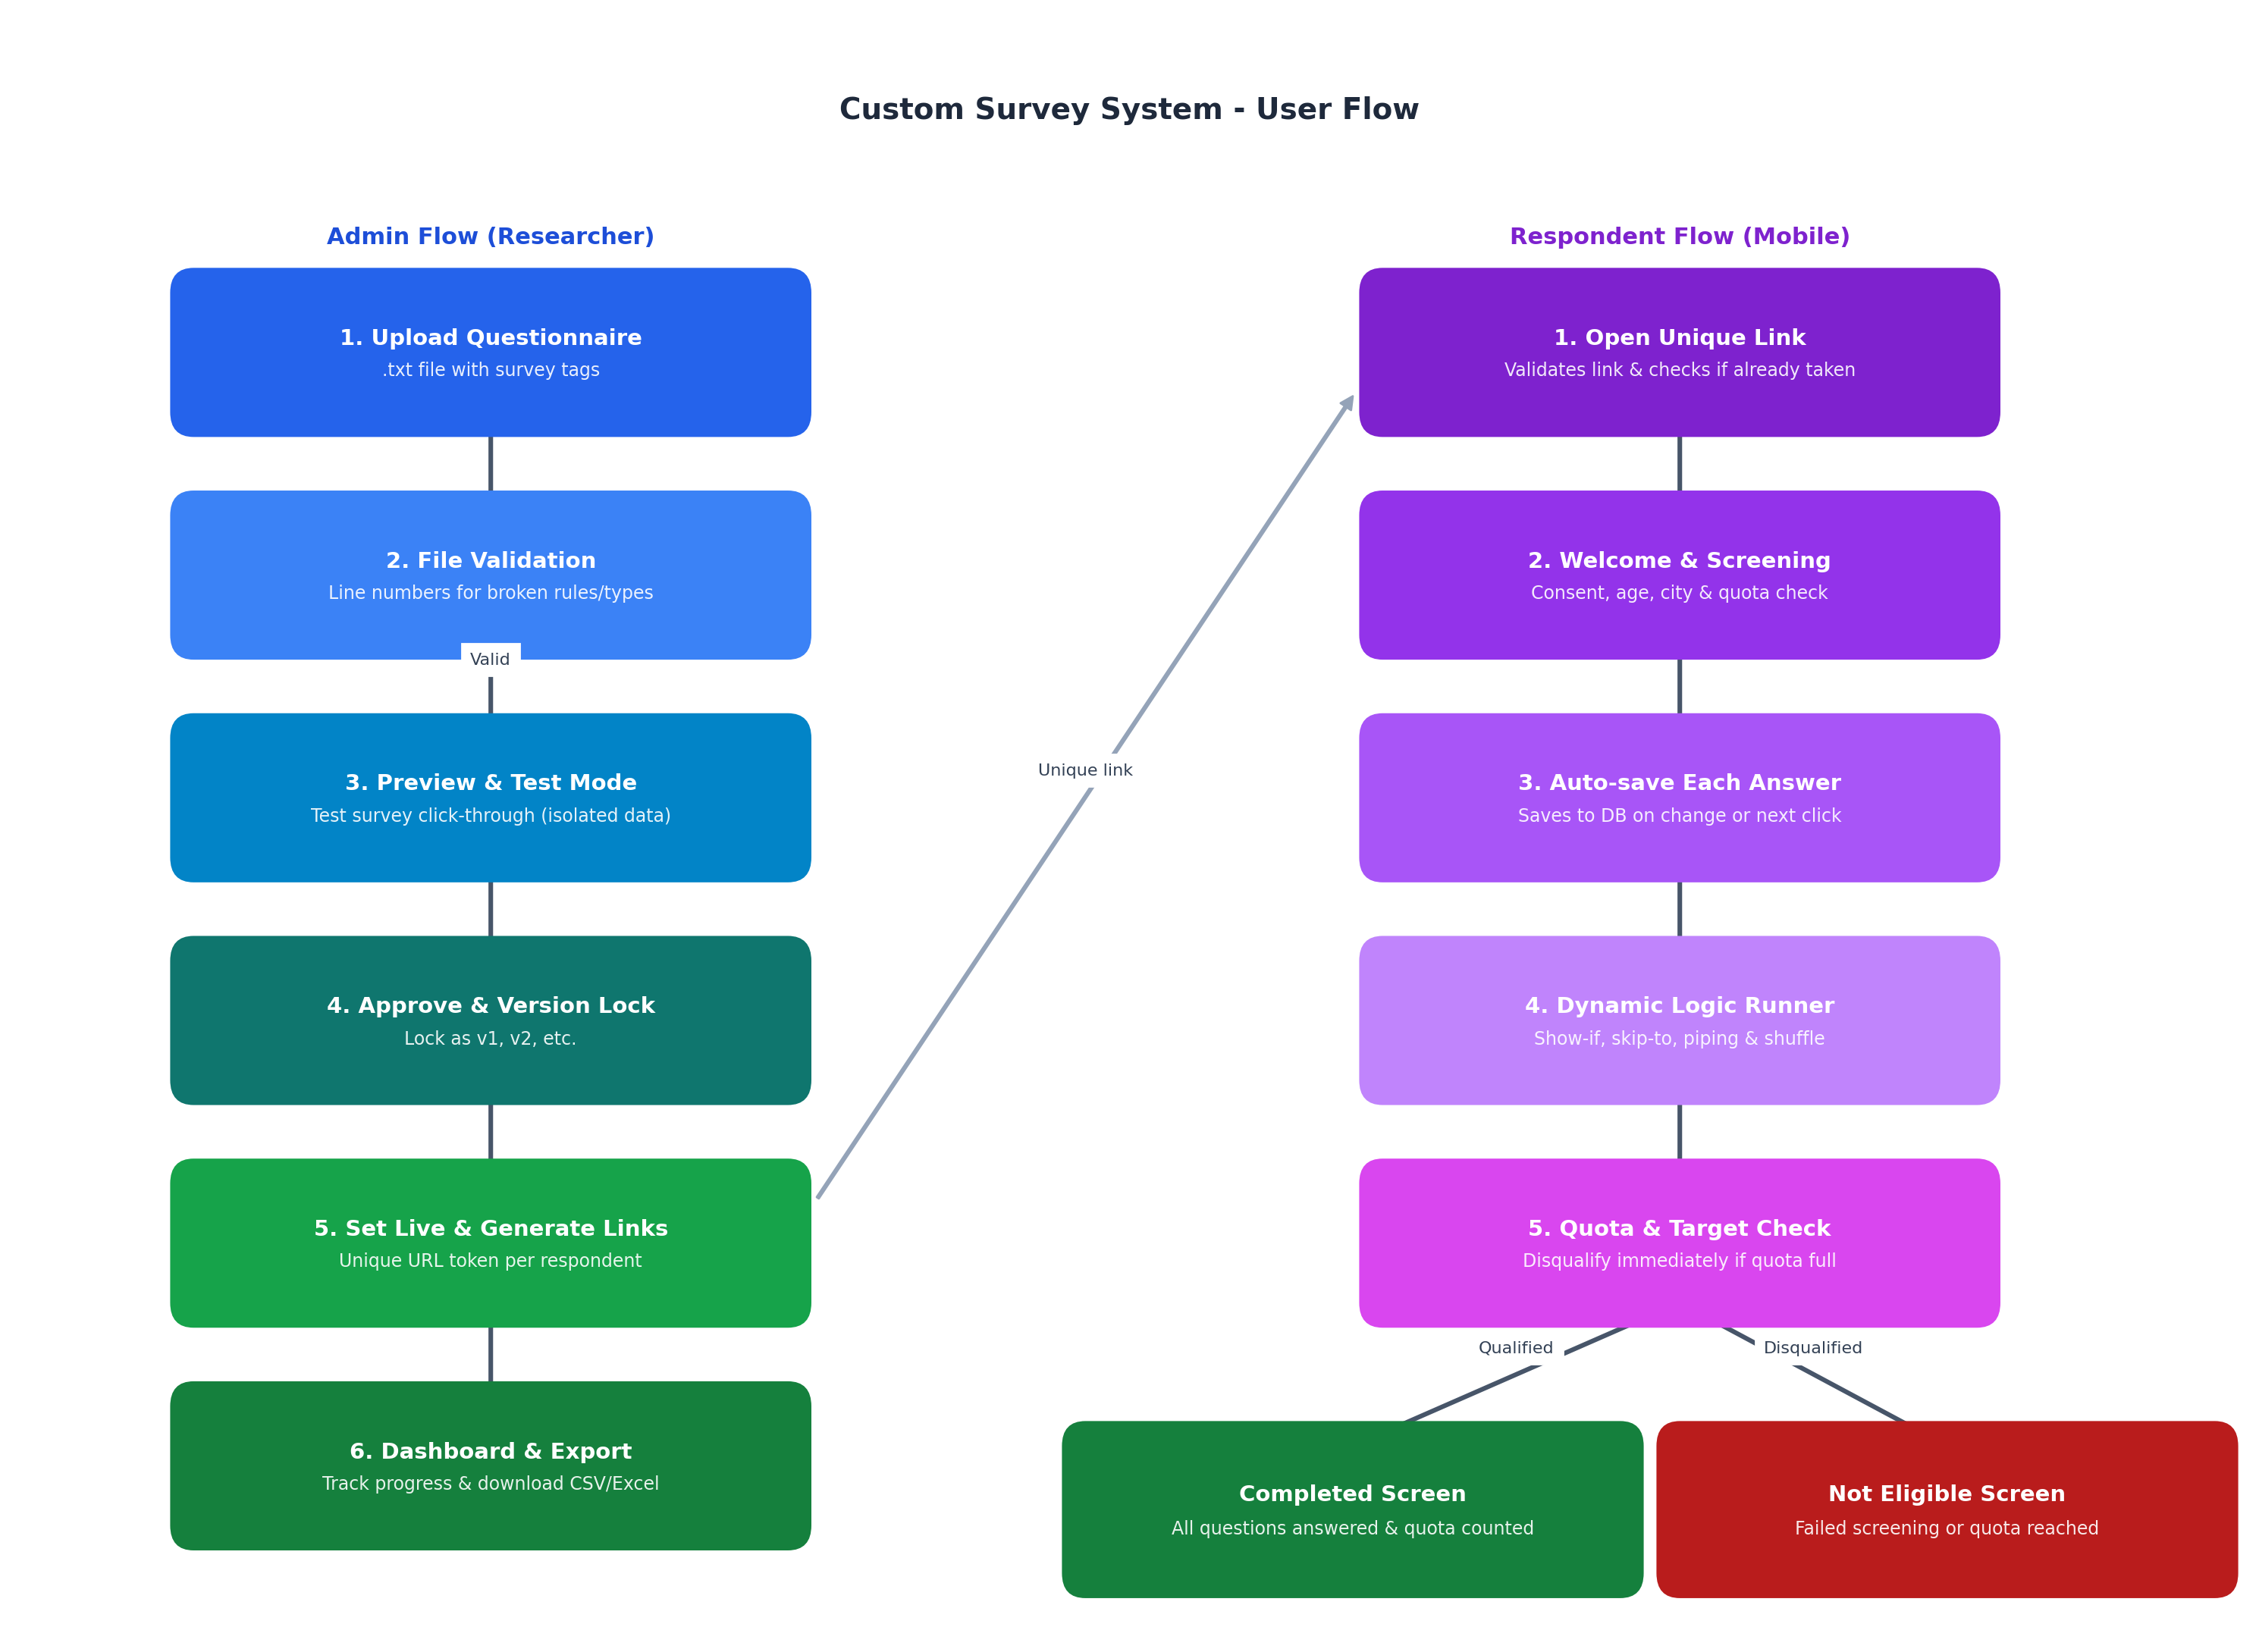 Custom Survey System - User Flow
Admin Flow (Researcher)
1. Upload Questionnaire
.txt file with survey tags
2. File Validation
Line numbers for broken rules/types
Valid
3. Preview & Test Mode
Test survey click-through (isolated data)
4. Approve & Version Lock
Lock as v1, v2, etc.
5. Set Live & Generate Links
Unique URL token per respondent
6. Dashboard & Export
Track progress & download CSV/Excel
Unique link
Respondent Flow (Mobile)
1. Open Unique Link
Validates link & checks if already taken
2. Welcome & Screening
Consent, age, city & quota check
3. Auto-save Each Answer
Saves to DB on change or next click
4. Dynamic Logic Runner
Show-if, skip-to, piping & shuffle
5. Quota & Target Check
Disqualify immediately if quota full
Qualified
Disqualified
Completed Screen
All questions answered & quota counted
Not Eligible Screen
Failed screening or quota reached